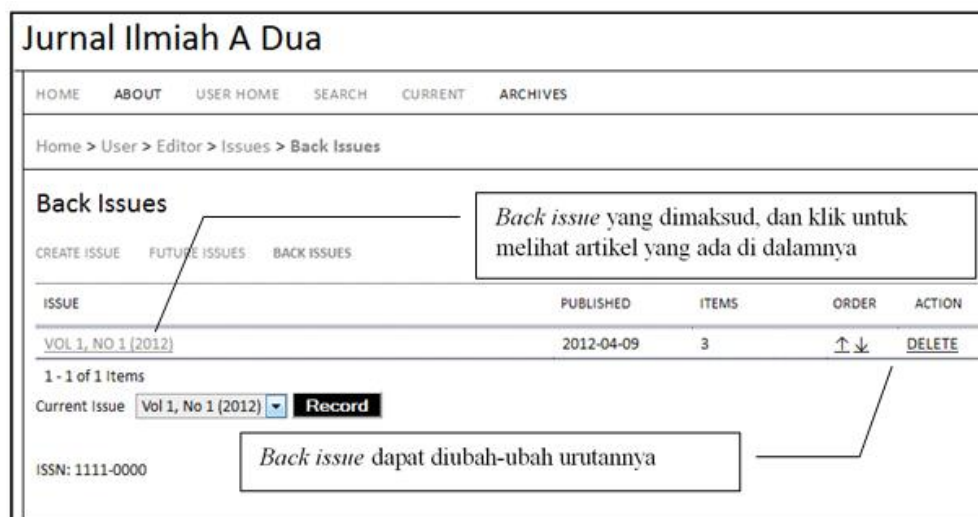 Jurnal Ilmiah A Dua
HOME ABOUT USER HOME SEARCH CURRENT ARCHIVES
Home > User > Editor > Issues > Back Issues
Back Issues
Back issue yang dimaksud, dan klik untuk
melihat artikel yang ada di dalamnya
CREATE ISSUE FUTURE ISSUES BACK ISSUES
ISSUE PUBLISHED ITEMS ORDER ACTION
VOL 1, NO 1 (2012) 2012-04-09 3 ↑ ↓ DELETE
1 - 1 of 1 Items
Current Issue Vol 1, No 1 (2012) Record
Back issue dapat diubah-ubah urutannya
ISSN: 1111-0000